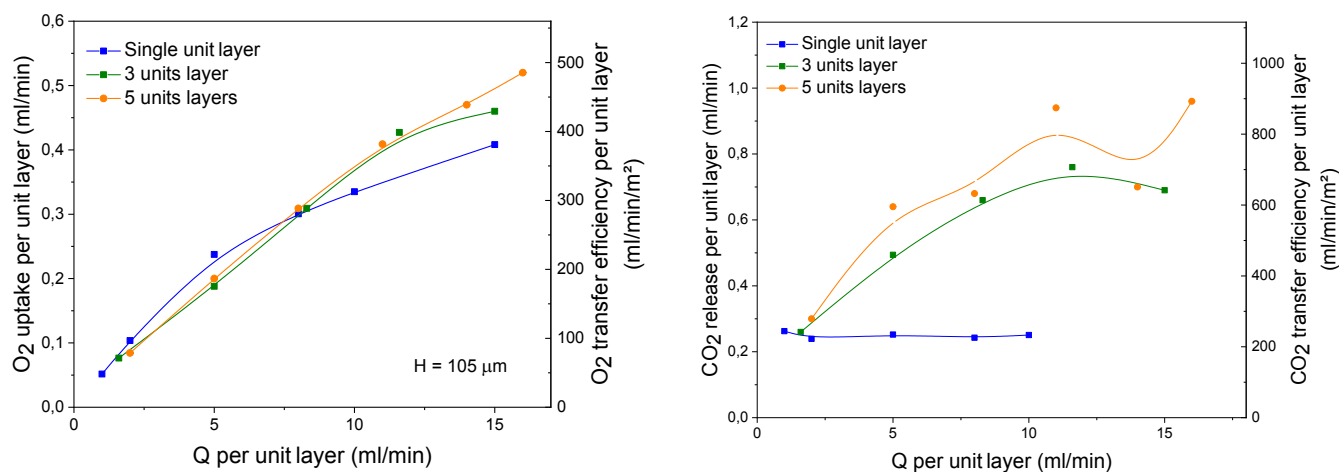 O2 uptake per unit layer (ml/min)
0,6
0,5
0,4
0,3
0,2
0,1
0,0
Single unit layer
3 units layer
5 units layers
H = 105 μm
0
5
10
15
Q per unit layer (ml/min)
500
400
300
200
100
0
O2 transfer efficiency per unit layer
(ml/min/m²)
CO2 release per unit layer (ml/min)
1,2
1,0
0,8
0,6
0,4
0,2
0,0
Single unit layer
3 units layer
5 units layers
0
5
10
15
Q per unit layer (ml/min)
1000
800
600
400
200
0
CO2 transfer efficiency per unit layer
(ml/min/m²)